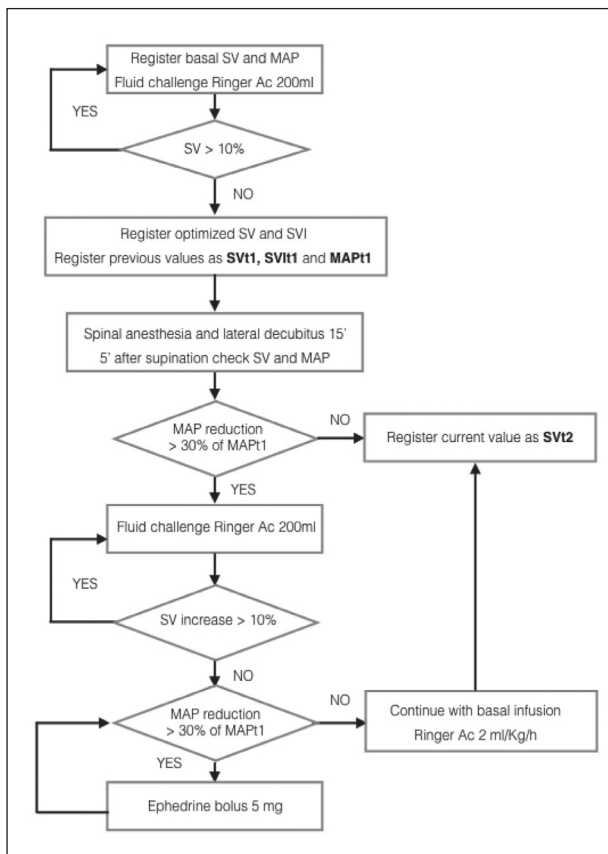 Register basal SV and MAP
Fluid challenge Ringer Ac 200ml
YES
SV > 10%
NO
Register optimized SV and SVI
Register previous values as SVt1, SVIt1 and MAPt1
Spinal anesthesia and lateral decubitus 15'
5' after supination check SV and MAP
MAP reduction
> 30% of MAPt1
NO
Register current value as SVt2
YES
Fluid challenge Ringer Ac 200ml
YES
SV increase > 10%
NO
MAP reduction
> 30% of MAPt1
NO
Continue with basal infusion
Ringer Ac 2 ml/Kg/h
YES
Ephedrine bolus 5 mg